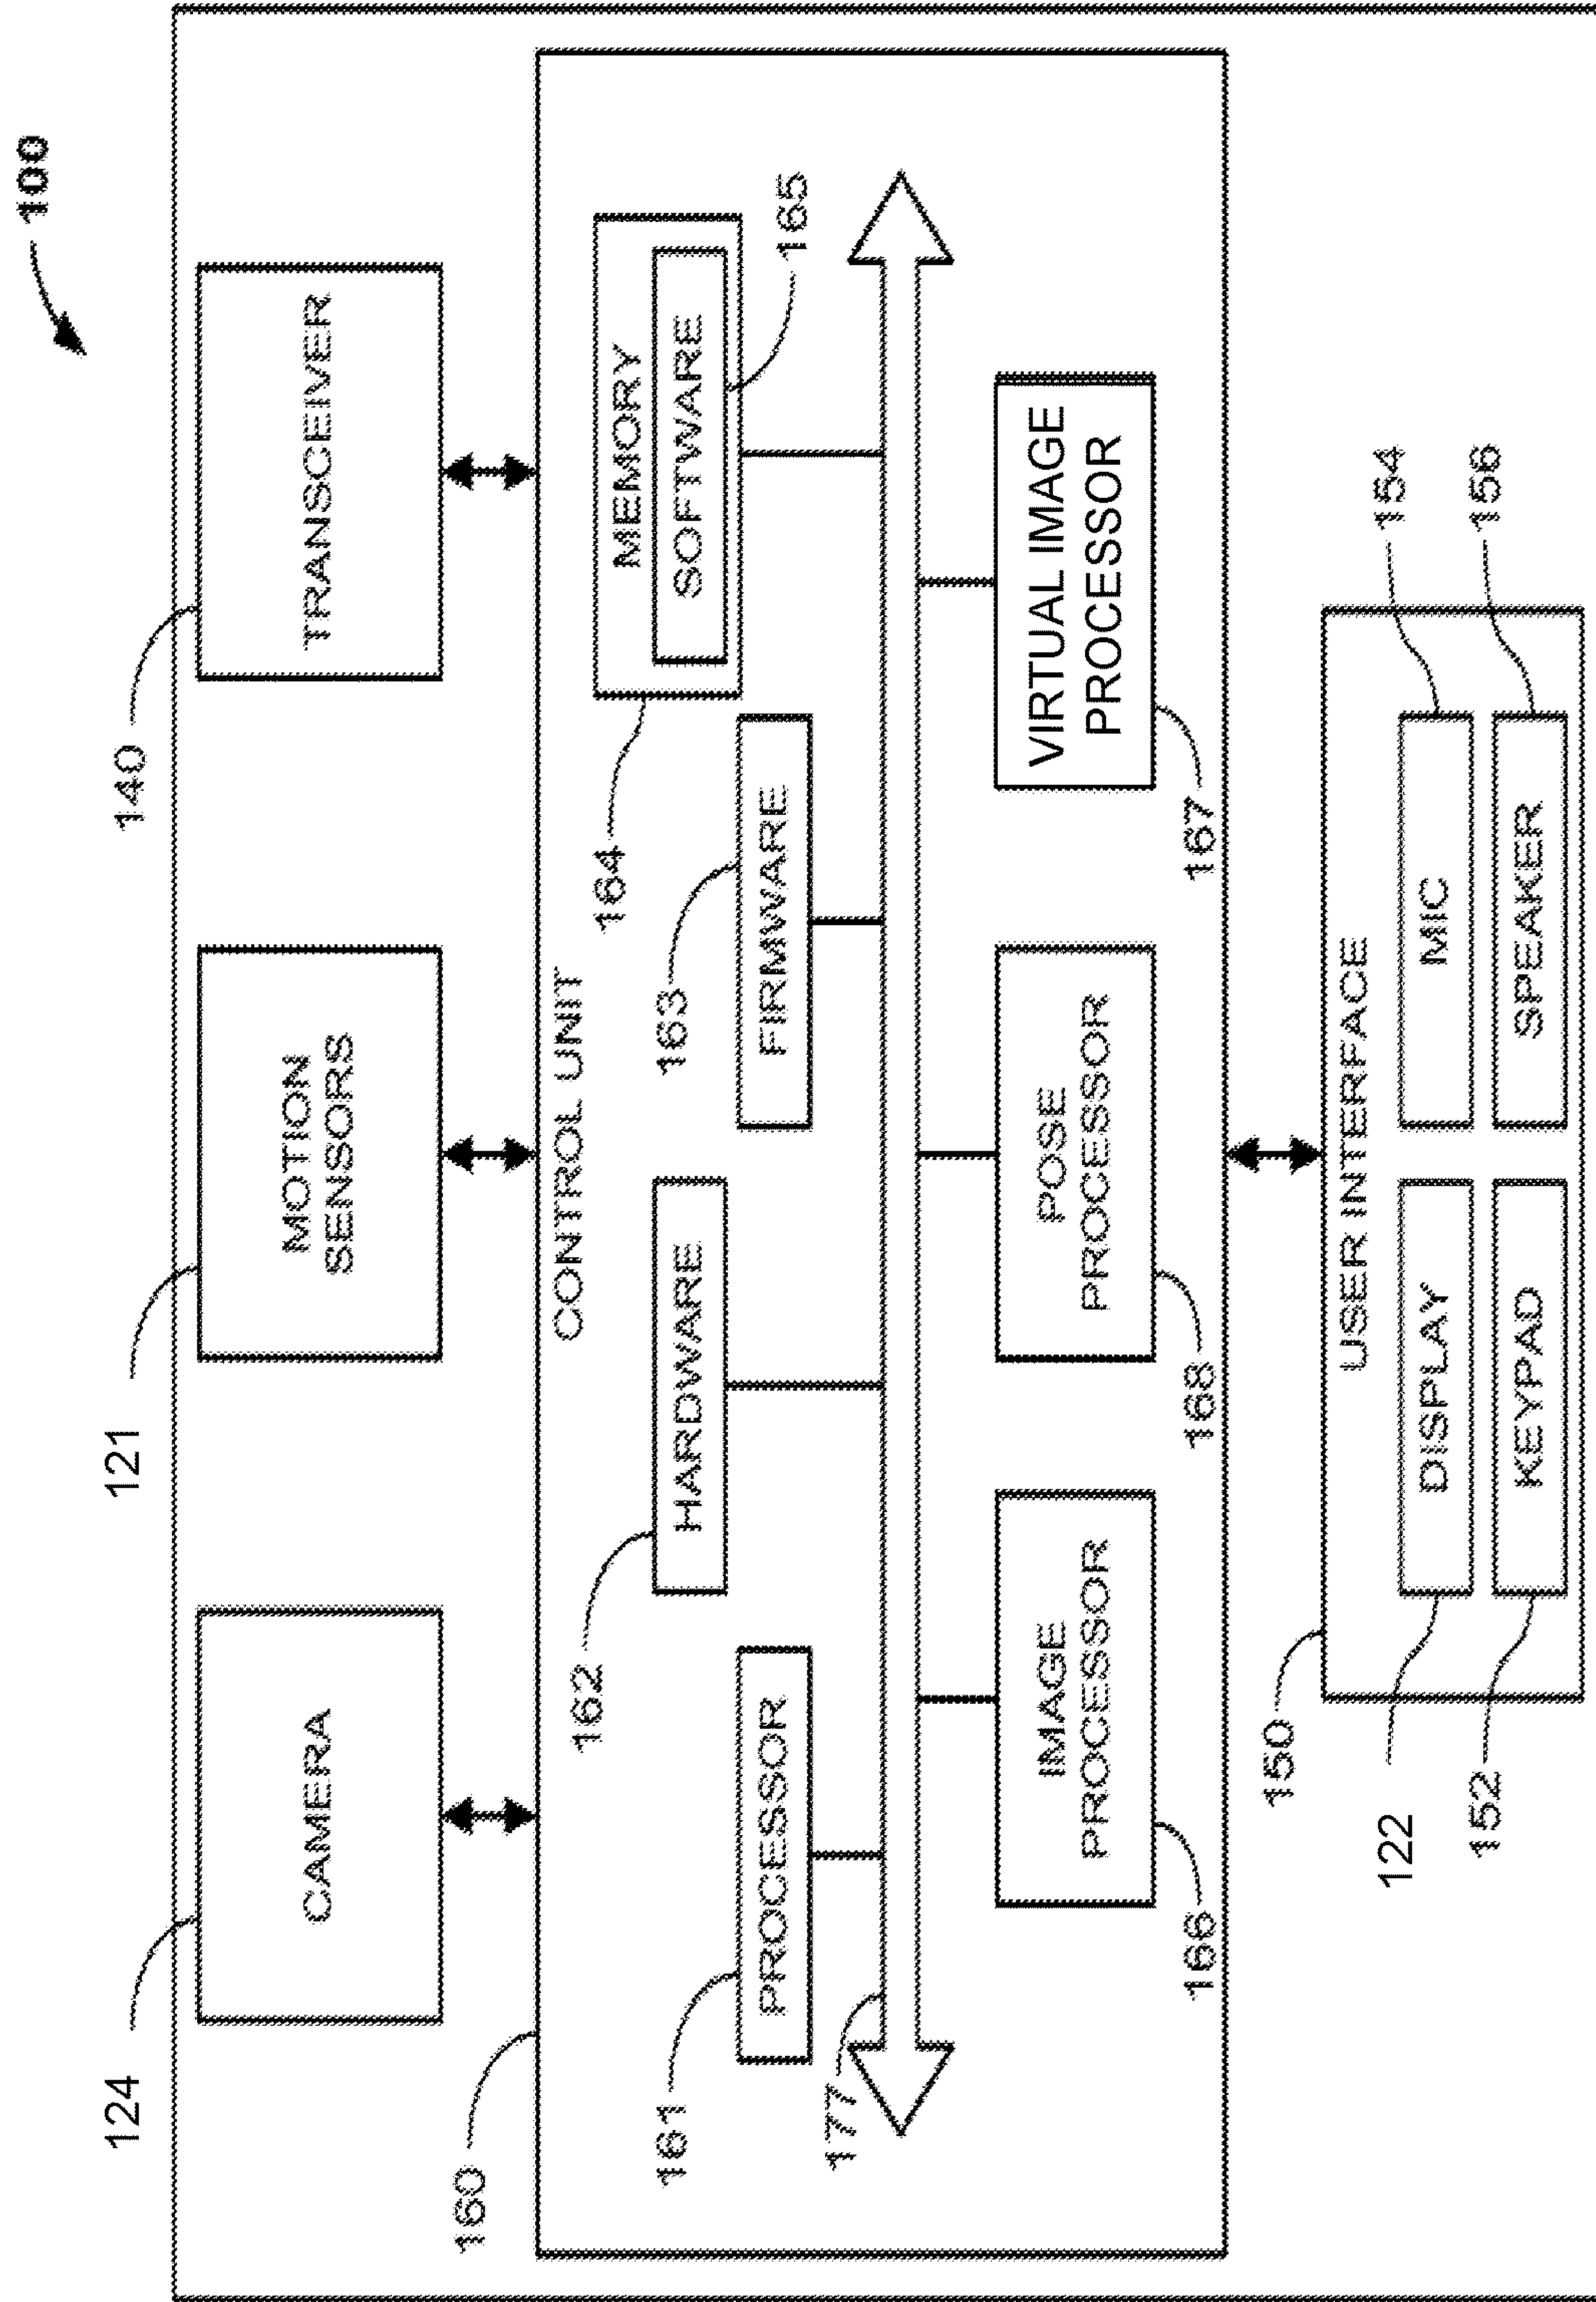 100
124
CAMERA
121
MOTION
SENSORS
140
TRANSCEIVER
160
CONTROL UNIT
161
PROCESSOR
162
HARDWARE
163
FIRMWARE
164
MEMORY
SOFTWARE
165
177
166
IMAGE
PROCESSOR
168
POSE
PROCESSOR
167
VIRTUAL IMAGE
PROCESSOR
150
USER INTERFACE
122
DISPLAY
MIC
154
152
KEYPAD
SPEAKER
156